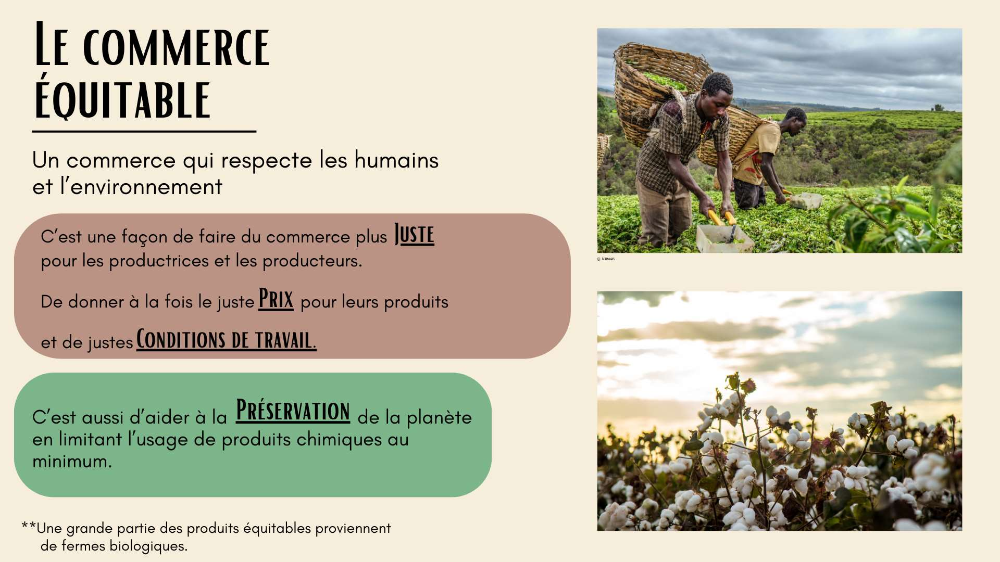 Le commerce
équitable
Un commerce qui respecte les humains
et l’environnement
C’est une façon de faire du commerce plus Juste
pour les productrices et les producteurs.
De donner à la fois le juste Prix pour leurs produits
et de justes Conditions de travail.
C’est aussi d’aider à la Préservation de la planète
en limitant l’usage de produits chimiques au
minimum.
**Une grande partie des produits équitables proviennent
de fermes biologiques.
© Afrimages